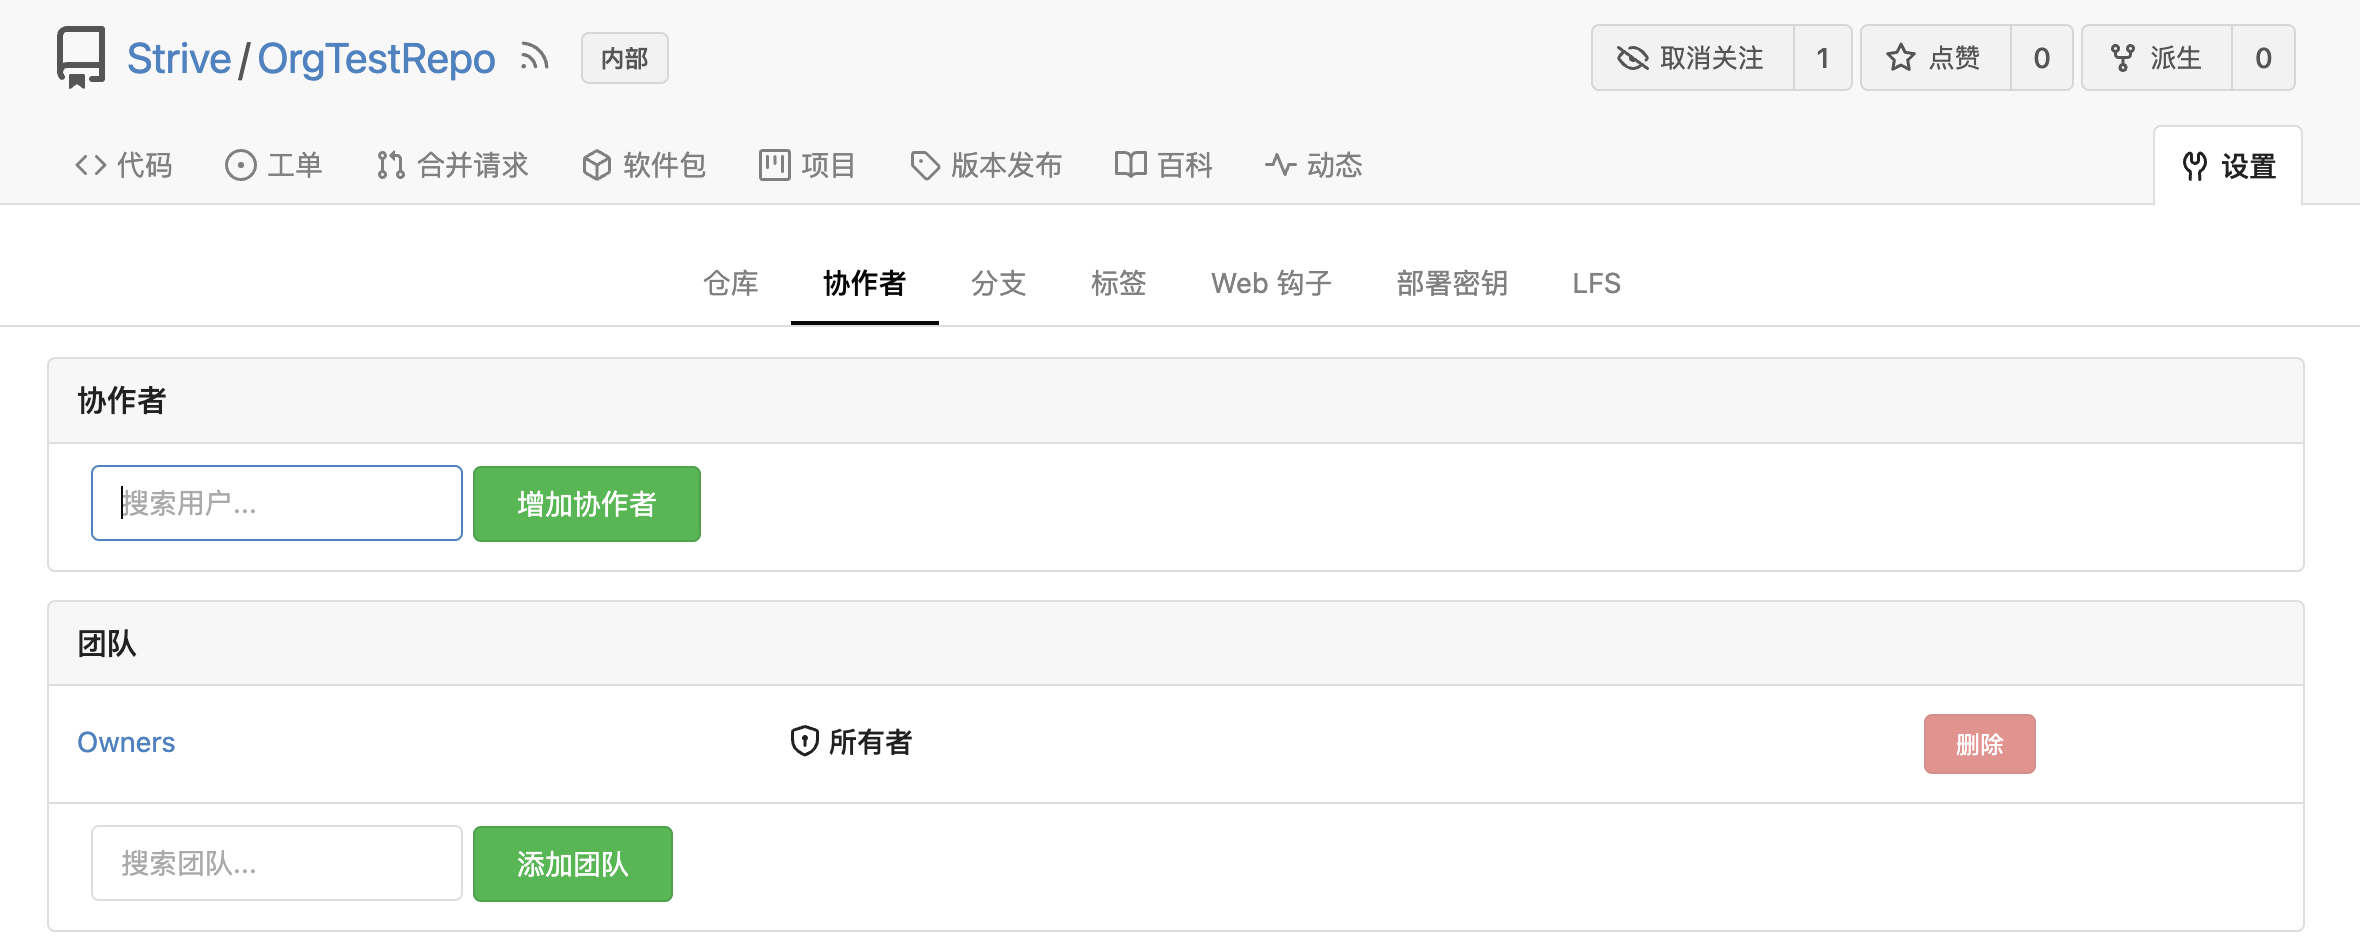 Strive / OrgTestRepo 内部 取消关注 1 点赞 0 派生 0
代码 工单 合并请求 软件包 项目 版本发布 百科 动态 设置
仓库 协作者 分支 标签 Web 钩子 部署密钥 LFS
协作者
搜索用户... 增加协作者
团队
Owners 所有者 删除
搜索团队... 添加团队